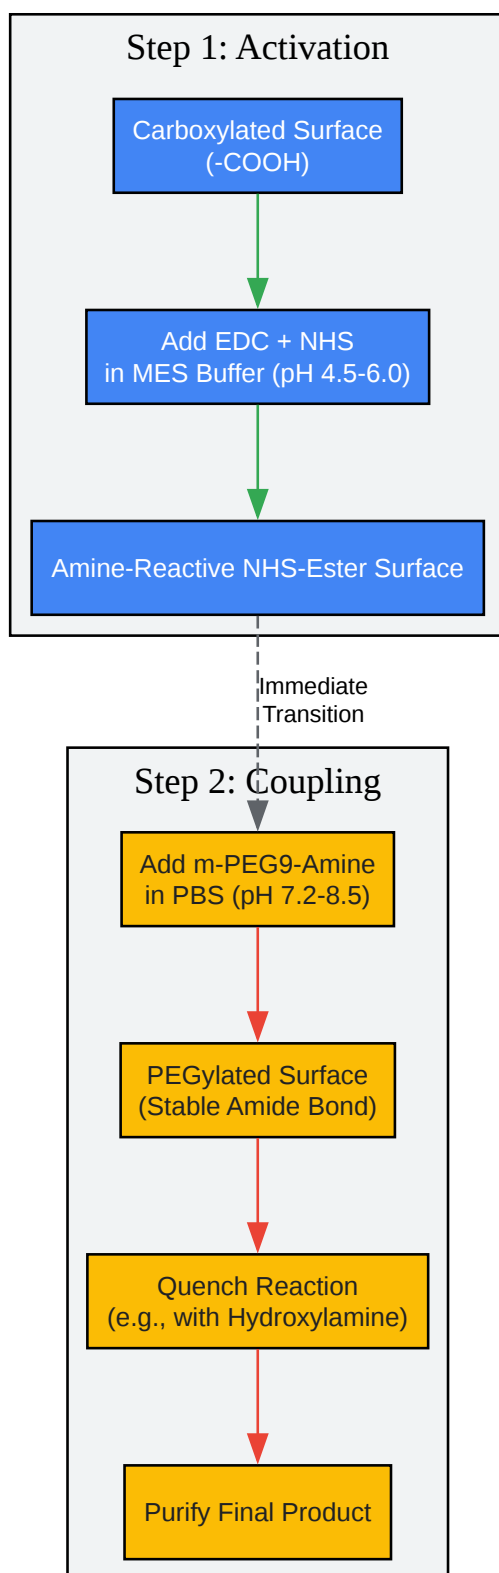 Step 1: Activation
Carboxylated Surface
(-COOH)
Add EDC + NHS
in MES Buffer (pH 4.5-6.0)
Amine-Reactive NHS-Ester Surface
Immediate
Transition
Step 2: Coupling
Add m-PEG9-Amine
in PBS (pH 7.2-8.5)
PEGylated Surface
(Stable Amide Bond)
Quench Reaction
(e.g., with Hydroxylamine)
Purify Final Product